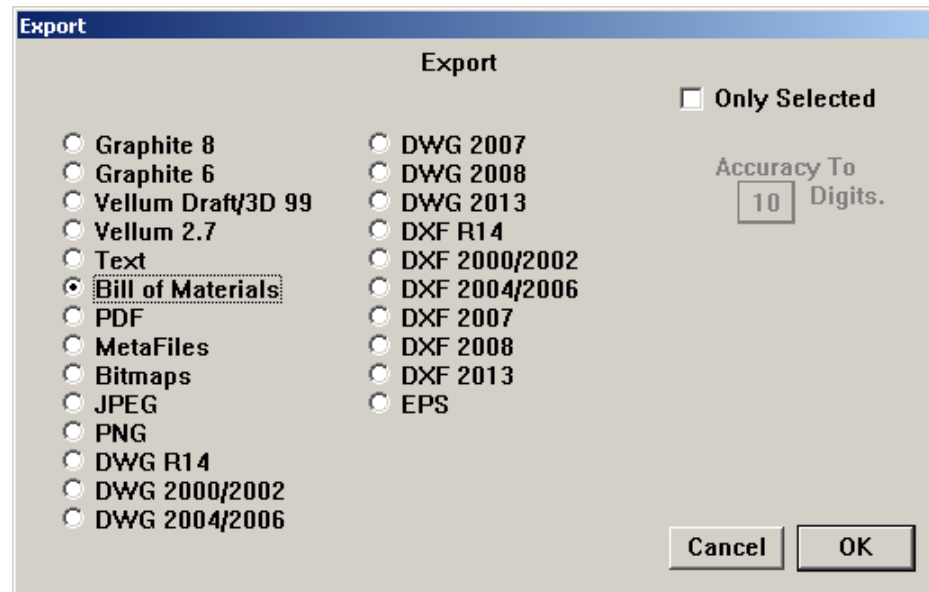 Export
Export
Only Selected
Graphite 8
Graphite 6
Vellum Draft/3D 99
Vellum 2.7
Text
Bill of Materials
PDF
MetaFiles
Bitmaps
JPEG
PNG
DWG R14
DWG 2000/2002
DWG 2004/2006
DWG 2007
DWG 2008
DWG 2013
DXF R14
DXF 2000/2002
DXF 2004/2006
DXF 2007
DXF 2008
DXF 2013
EPS
Accuracy To
10 Digits.
Cancel OK